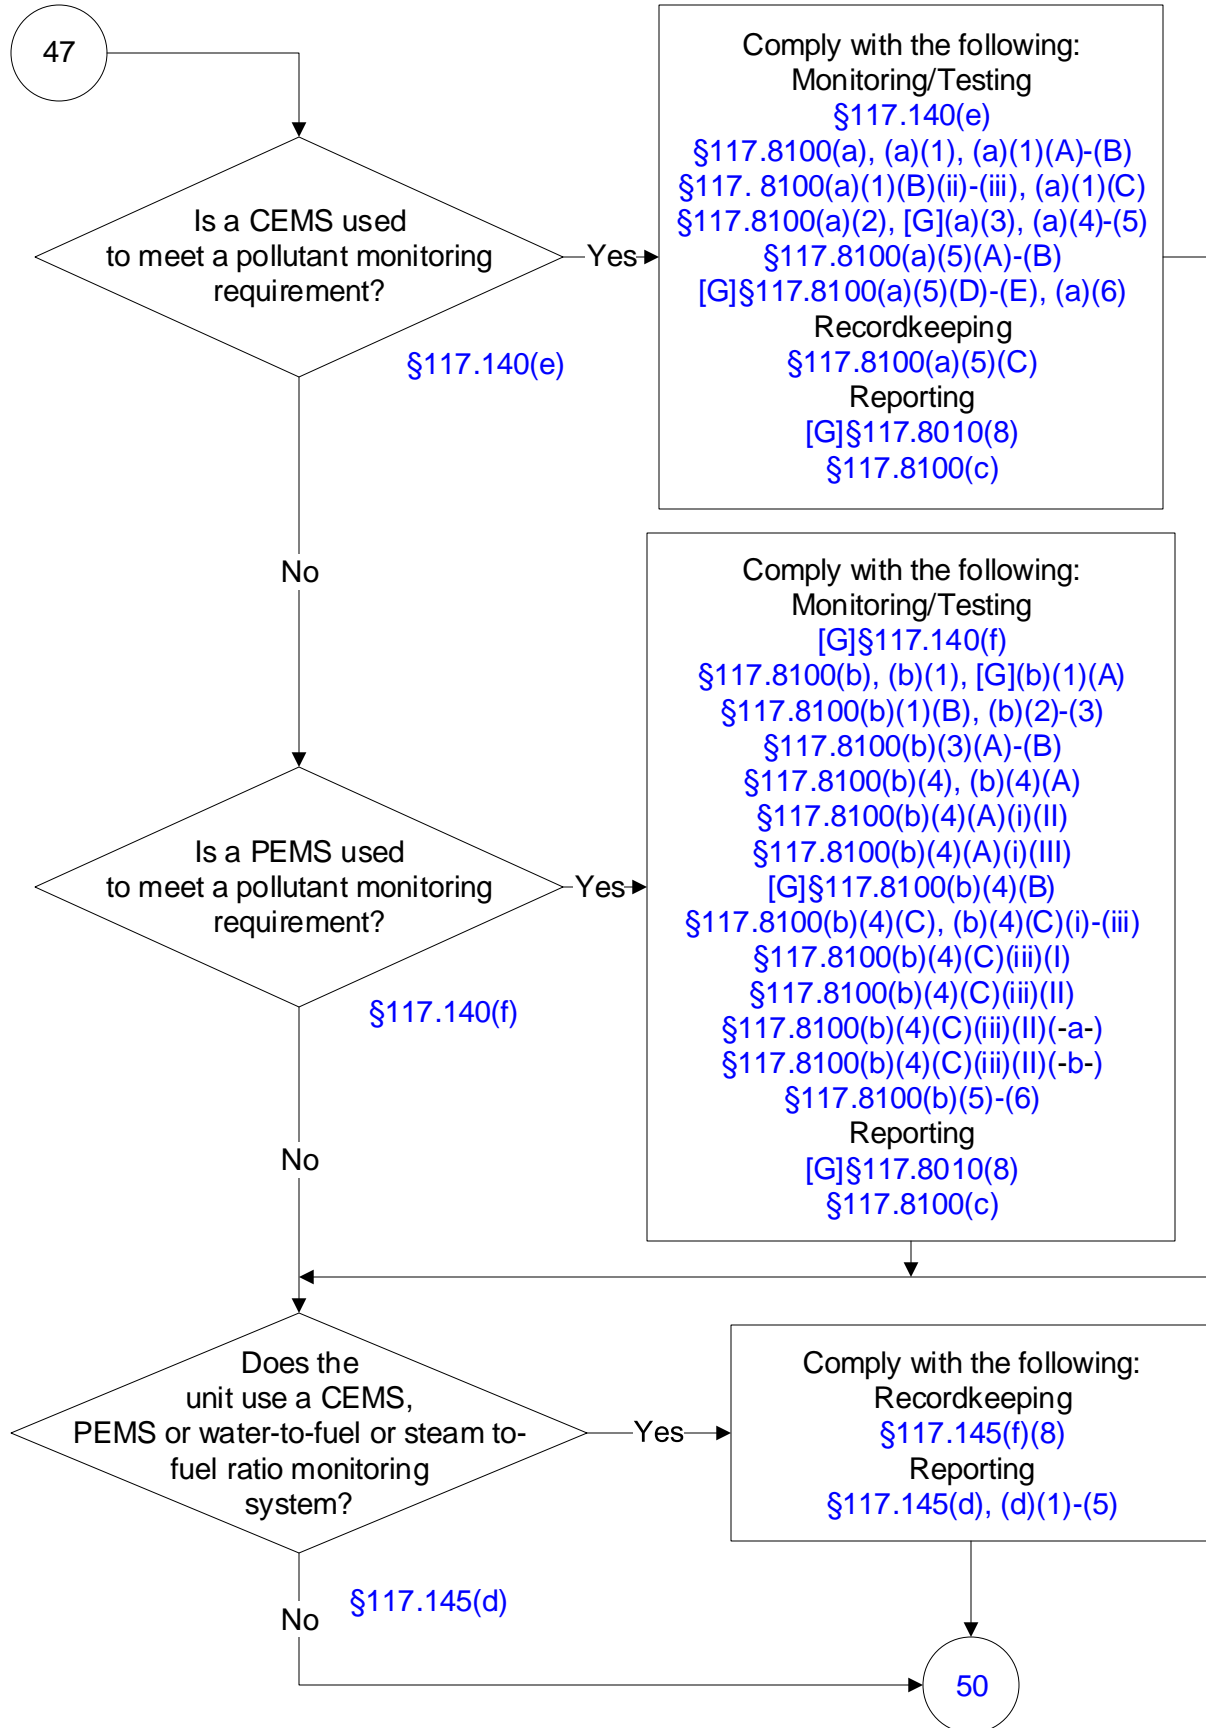 47
Is a CEMS used
to meet a pollutant monitoring
requirement?
Yes
§117.140(e)
No
Comply with the following:
Monitoring/Testing
§117.140(e)
§117.8100(a), (a)(1), (a)(1)(A)-(B)
§117. 8100(a)(1)(B)(ii)-(iii), (a)(1)(C)
§117.8100(a)(2), [G](a)(3), (a)(4)-(5)
§117.8100(a)(5)(A)-(B)
[G]§117.8100(a)(5)(D)-(E), (a)(6)
Recordkeeping
§117.8100(a)(5)(C)
Reporting
[G]§117.8010(8)
§117.8100(c)
Is a PEMS used
to meet a pollutant monitoring
requirement?
Yes
§117.140(f)
No
Comply with the following:
Monitoring/Testing
[G]§117.140(f)
§117.8100(b), (b)(1), [G](b)(1)(A)
§117.8100(b)(1)(B), (b)(2)-(3)
§117.8100(b)(3)(A)-(B)
§117.8100(b)(4), (b)(4)(A)
§117.8100(b)(4)(A)(i)(II)
§117.8100(b)(4)(A)(i)(III)
[G]§117.8100(b)(4)(B)
§117.8100(b)(4)(C), (b)(4)(C)(i)-(iii)
§117.8100(b)(4)(C)(iii)(I)
§117.8100(b)(4)(C)(iii)(II)
§117.8100(b)(4)(C)(iii)(II)(-a-)
§117.8100(b)(4)(C)(iii)(II)(-b-)
§117.8100(b)(5)-(6)
Reporting
[G]§117.8010(8)
§117.8100(c)
Does the
unit use a CEMS,
PEMS or water-to-fuel or steam to-
fuel ratio monitoring
system?
Yes
§117.145(d)
No
Comply with the following:
Recordkeeping
§117.145(f)(8)
Reporting
§117.145(d), (d)(1)-(5)
50